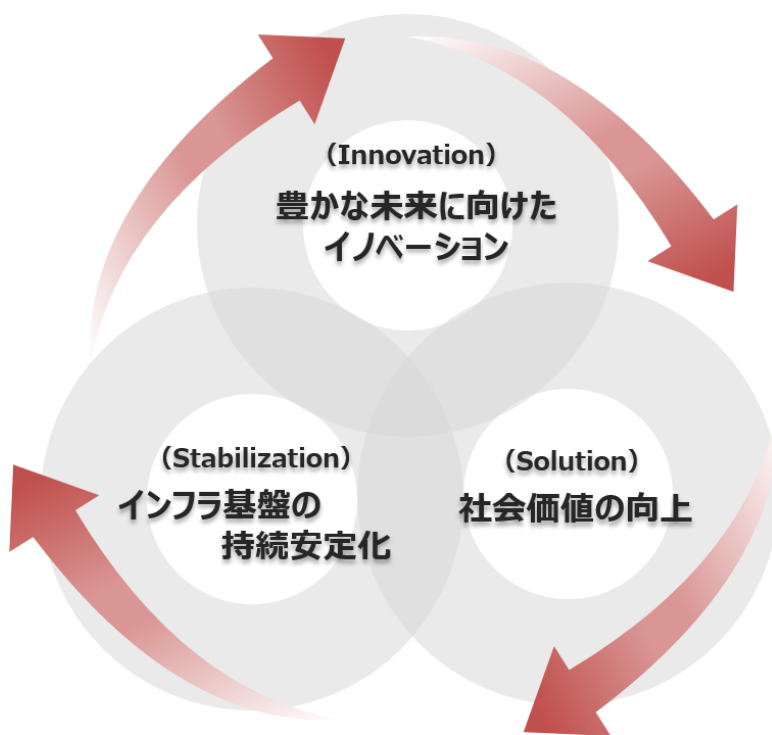 （Innovation）
豊かな未来に向けた
イノベーション
（Stabilization）
インフラ基盤の
持続安定化
（Solution）
社会価値の向上